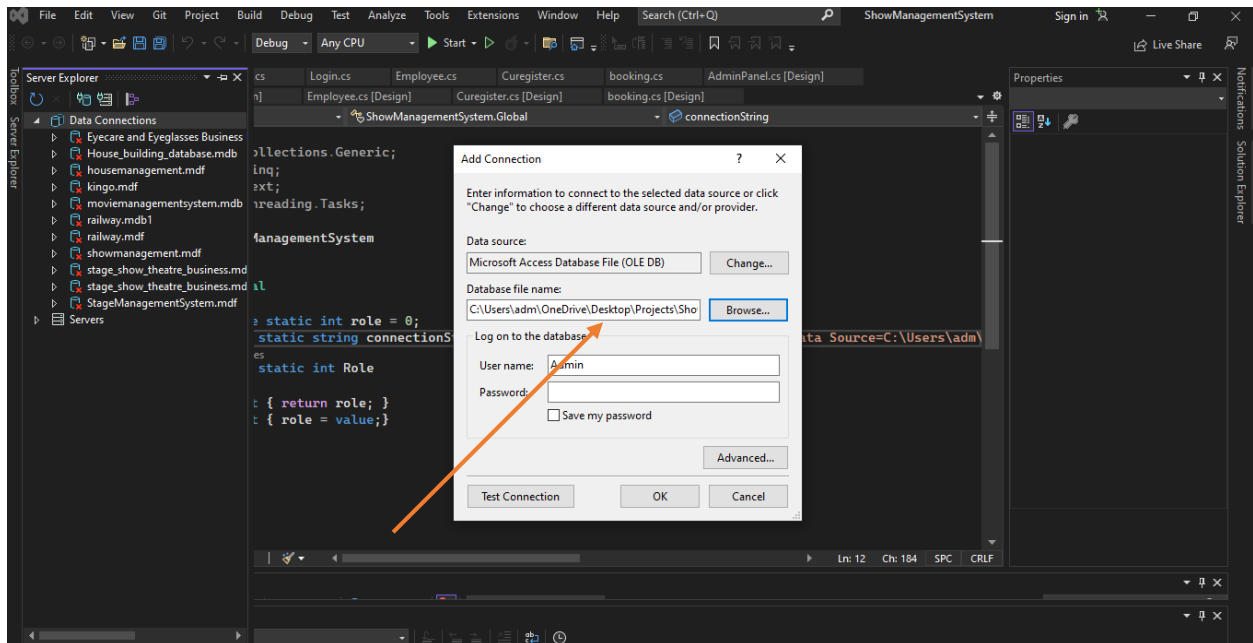 File Edit View Git Project Build Debug Test Analyze Tools Extensions Window Help Search (Ctrl+Q) ShowManagementSystem Sign in
Debug Any CPU Start Live Share
Toolbox
Server Explorer
Server Explorer
Data Connections
Eyecare and Eyeglasses Business
House_building_database.mdb
housemanagement.mdf
kingo.mdf
moviemanagementsystem.mdb
railway.mdb1
railway.mdf
showmanagement.mdf
stage_show_theatre_business.md
stage_show_theatre_business.md
StageManagementSystem.mdf
Servers
.cs Login.cs Employee.cs Curegister.cs booking.cs AdminPanel.cs [Design]
n] Employee.cs [Design] Curegister.cs [Design] booking.cs [Design]
ShowManagementSystem.Global connectionString
ollections.Generic;
inq;
ext;
hreading.Tasks;
ManagementSystem
al
e static int role = 0;
static string connectionS ata Source=C:\Users\adm\
es
static int Role
t { return role; }
t { role = value;}
Add Connection ? X
Enter information to connect to the selected data source or click
"Change" to choose a different data source and/or provider.
Data source:
Microsoft Access Database File (OLE DB) Change...
Database file name:
C:\Users\adm\OneDrive\Desktop\Projects\Sho Browse...
Log on to the database
User name: Admin
Password:
Save my password
Advanced...
Test Connection OK Cancel
Ln: 12 Ch: 184 SPC CRLF
Properties
Notifications
Solution Explorer